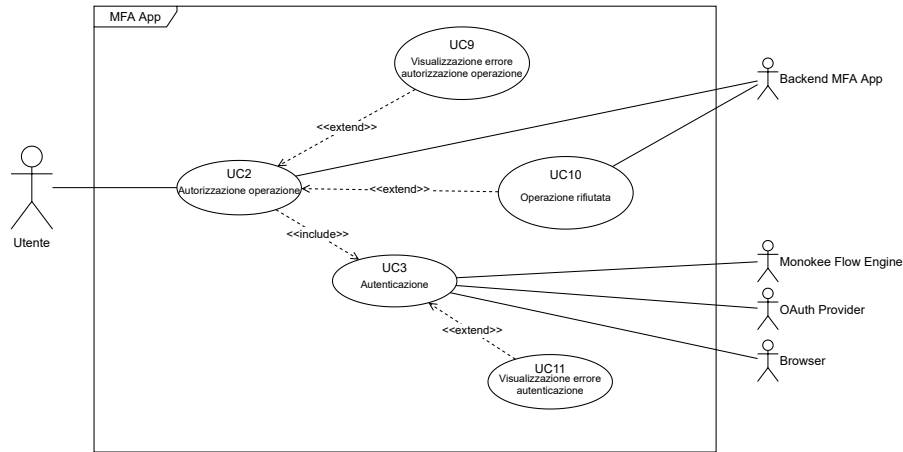 MFA App
UC9
Visualizzazione errore
autorizzazione operazione
Backend MFA App
<<extend>>
UC2
Autorizzazione operazione
<<extend>>
UC10
Operazione rifiutata
Utente
<<include>>
UC3
Autenticazione
Monokee Flow Engine
OAuth Provider
<<extend>>
Browser
UC11
Visualizzazione errore
autenticazione